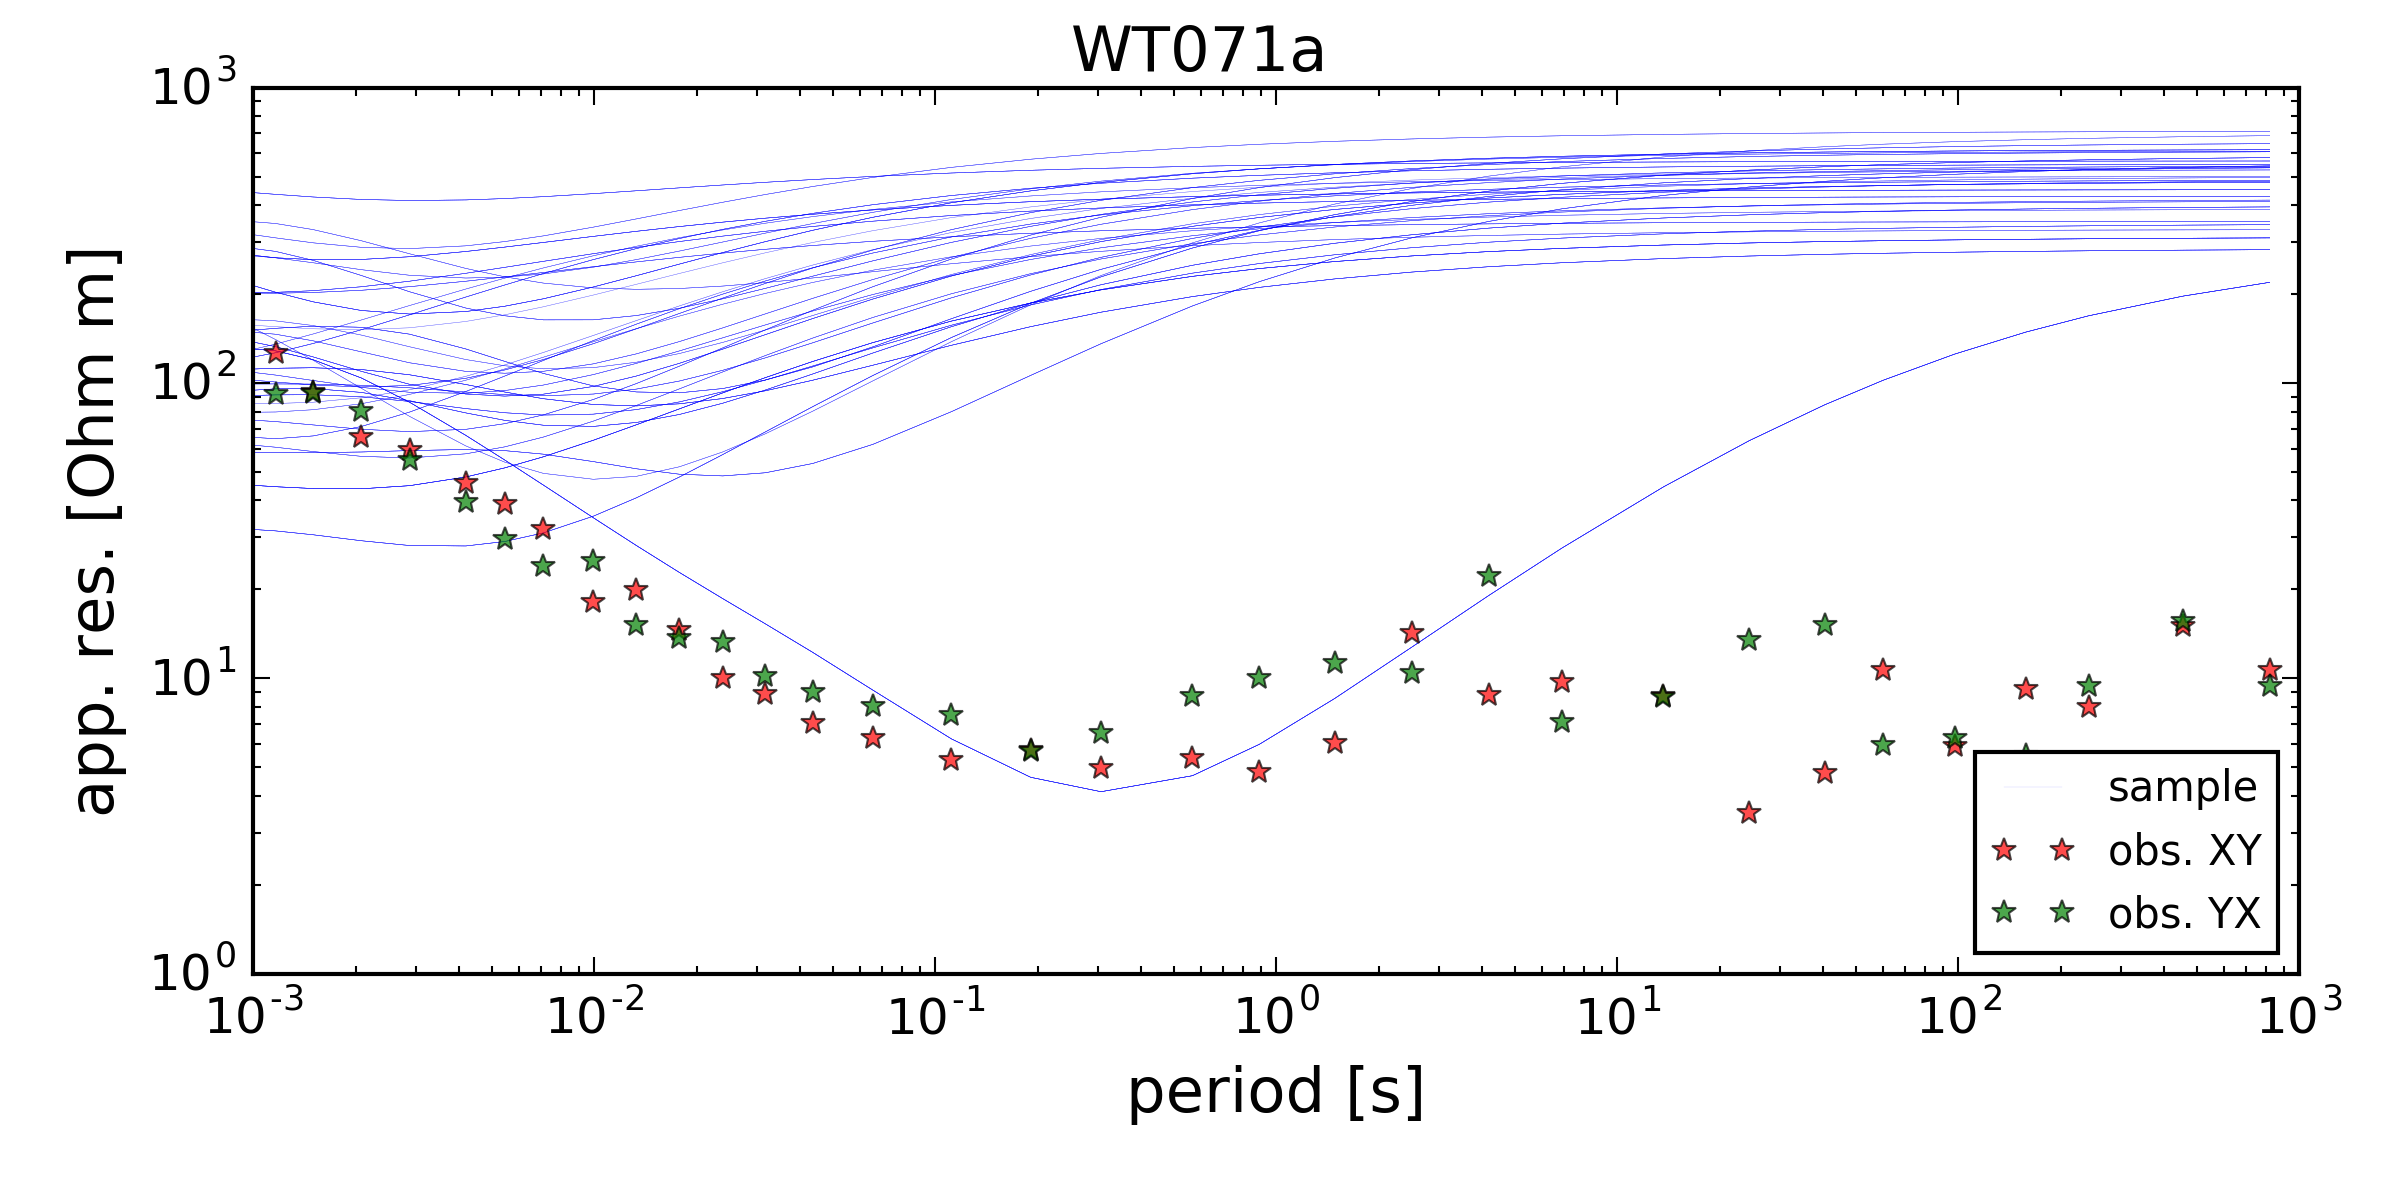 WT071a
app. res. [Ohm m]
10^3
10^2
10^1
10^0
10^-3 10^-2 10^-1 10^0 10^1 10^2 10^3
period [s]
sample
obs. XY
obs. YX